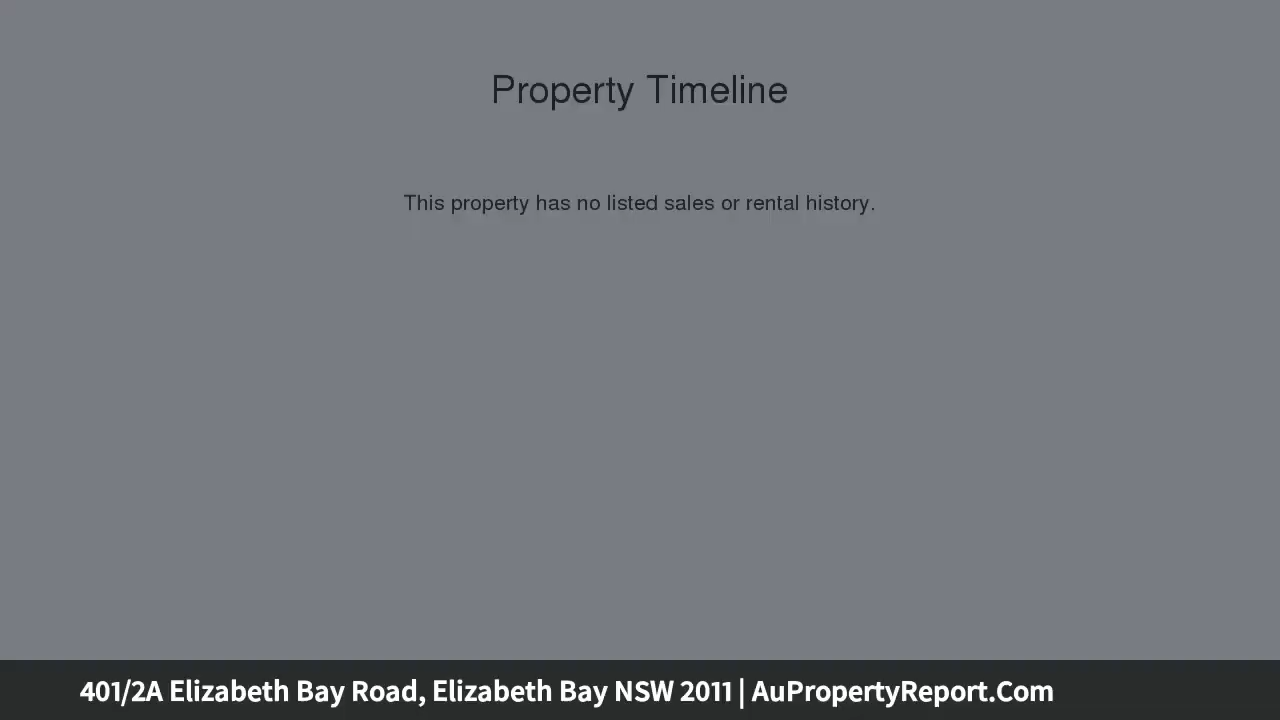 Property Timeline
This property has no listed sales or rental history.
401/2A Elizabeth Bay Road, Elizabeth Bay NSW 2011 | AuPropertyReport.Com